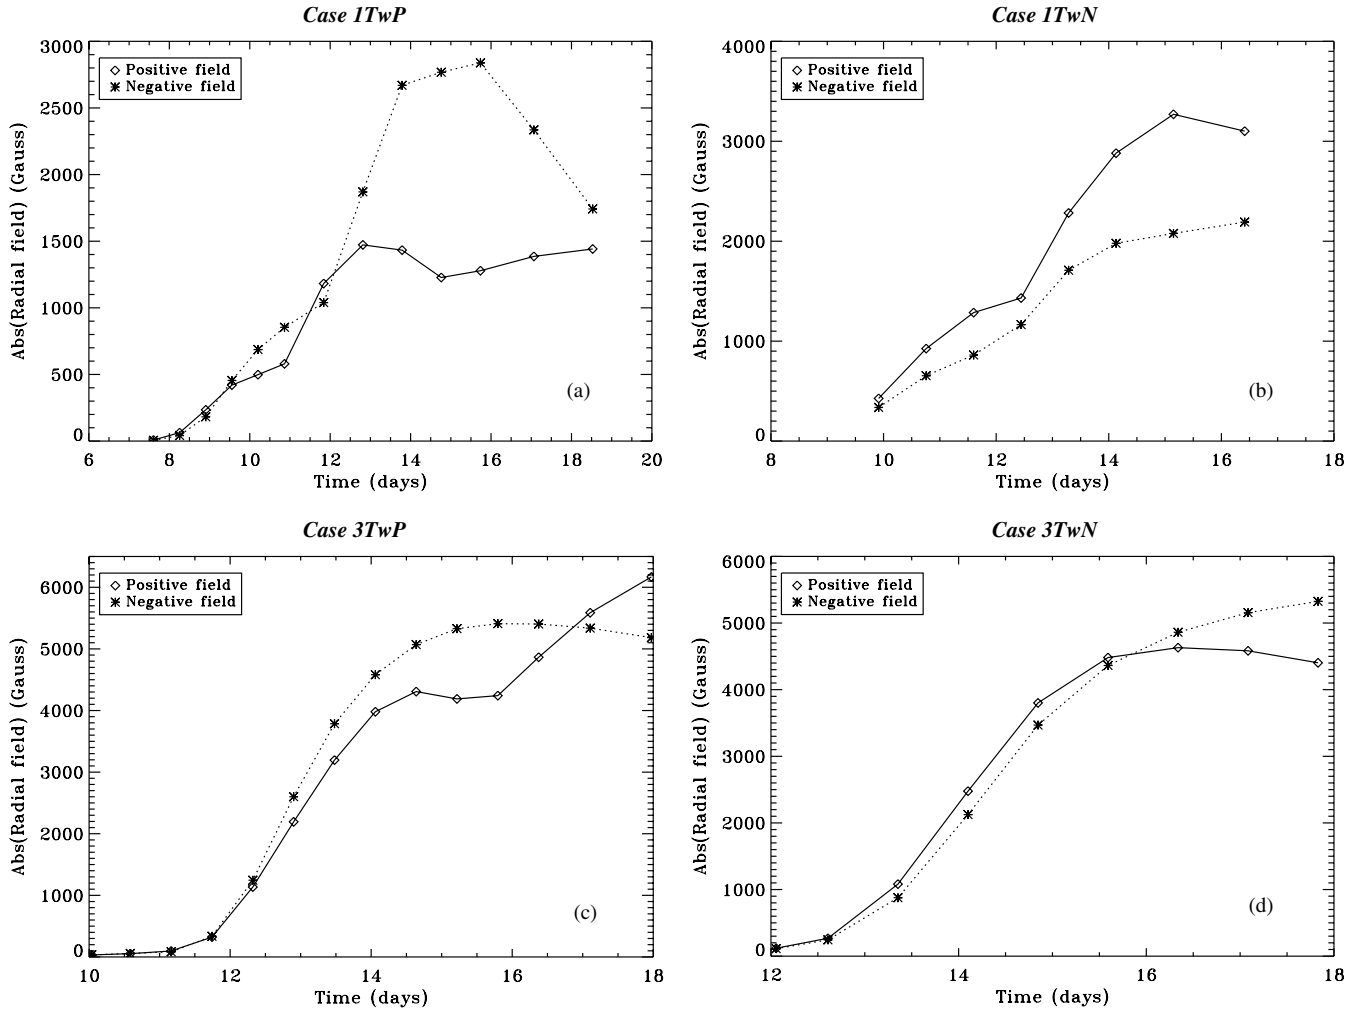 Case 1TwP
3000
2500
2000
1500
1000
500
0
Abs(Radial field) (Gauss)
Positive field
Negative field
(a)
6 8 10 12 14 16 18 20
Time (days)
Case 1TwN
4000
3000
2000
1000
0
Abs(Radial field) (Gauss)
Positive field
Negative field
(b)
8 10 12 14 16 18
Time (days)
Case 3TwP
6000
5000
4000
3000
2000
1000
0
Abs(Radial field) (Gauss)
Positive field
Negative field
(c)
10 12 14 16 18
Time (days)
Case 3TwN
6000
5000
4000
3000
2000
1000
0
Abs(Radial field) (Gauss)
Positive field
Negative field
(d)
12 14 16 18
Time (days)